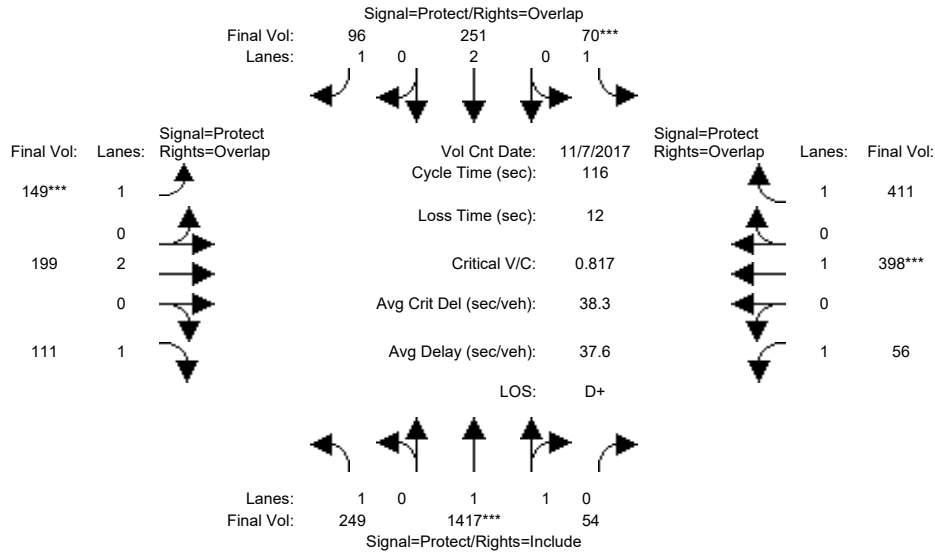 Signal=Protect/Rights=Overlap
Final Vol: 96 251 70***
Lanes: 1 0 2 0 1
Signal=Protect Signal=Protect
Final Vol: Lanes: Rights=Overlap Vol Cnt Date: 11/7/2017 Rights=Overlap Lanes: Final Vol:
Cycle Time (sec): 116
149*** 1 1 411
Loss Time (sec): 12
0 0
199 2 Critical V/C: 0.817 1 398***
0 Avg Crit Del (sec/veh): 38.3 0
111 1 Avg Delay (sec/veh): 37.6 1 56
LOS: D+
Lanes: 1 0 1 1 0
Final Vol: 249 1417*** 54
Signal=Protect/Rights=Include